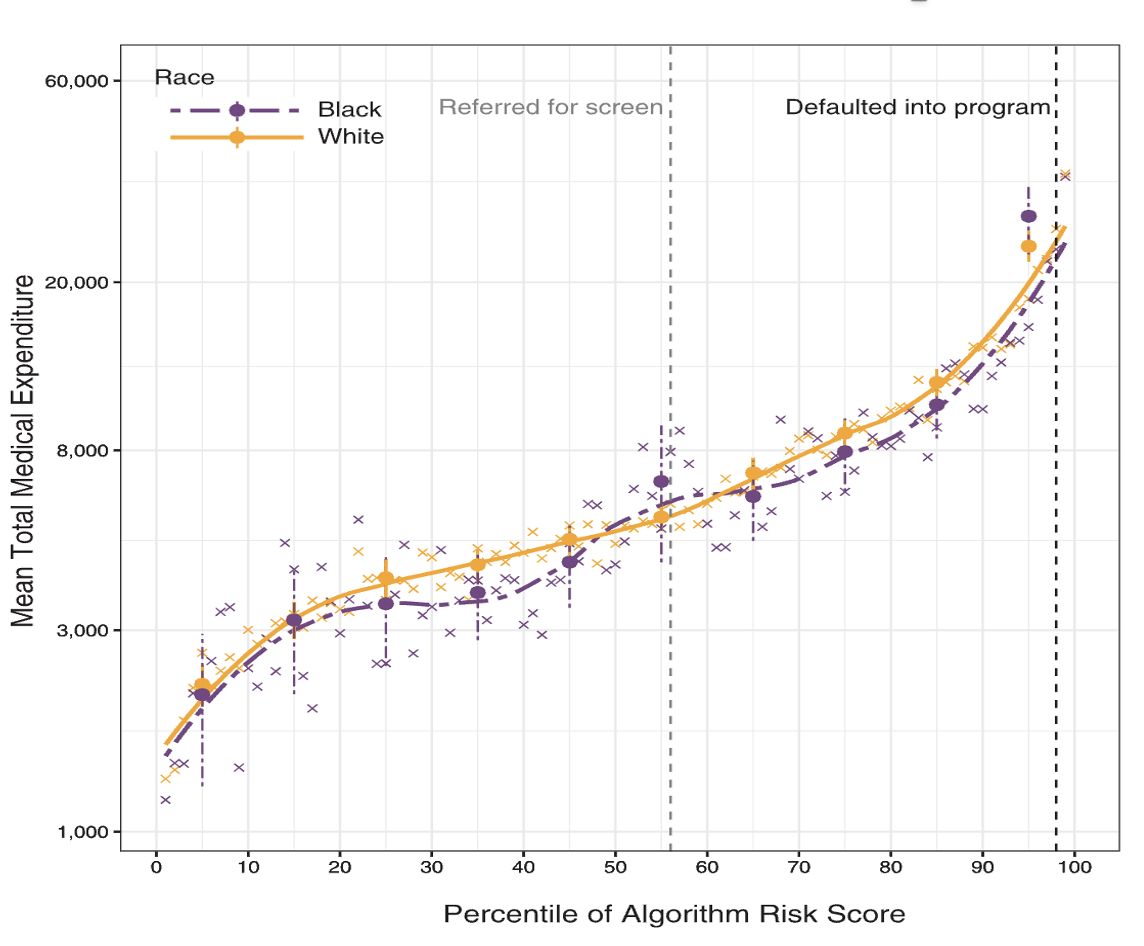 Race
Black
White
Referred for screen
Defaulted into program
60,000
20,000
8,000
3,000
1,000
Mean Total Medical Expenditure
0 10 20 30 40 50 60 70 80 90 100
Percentile of Algorithm Risk Score